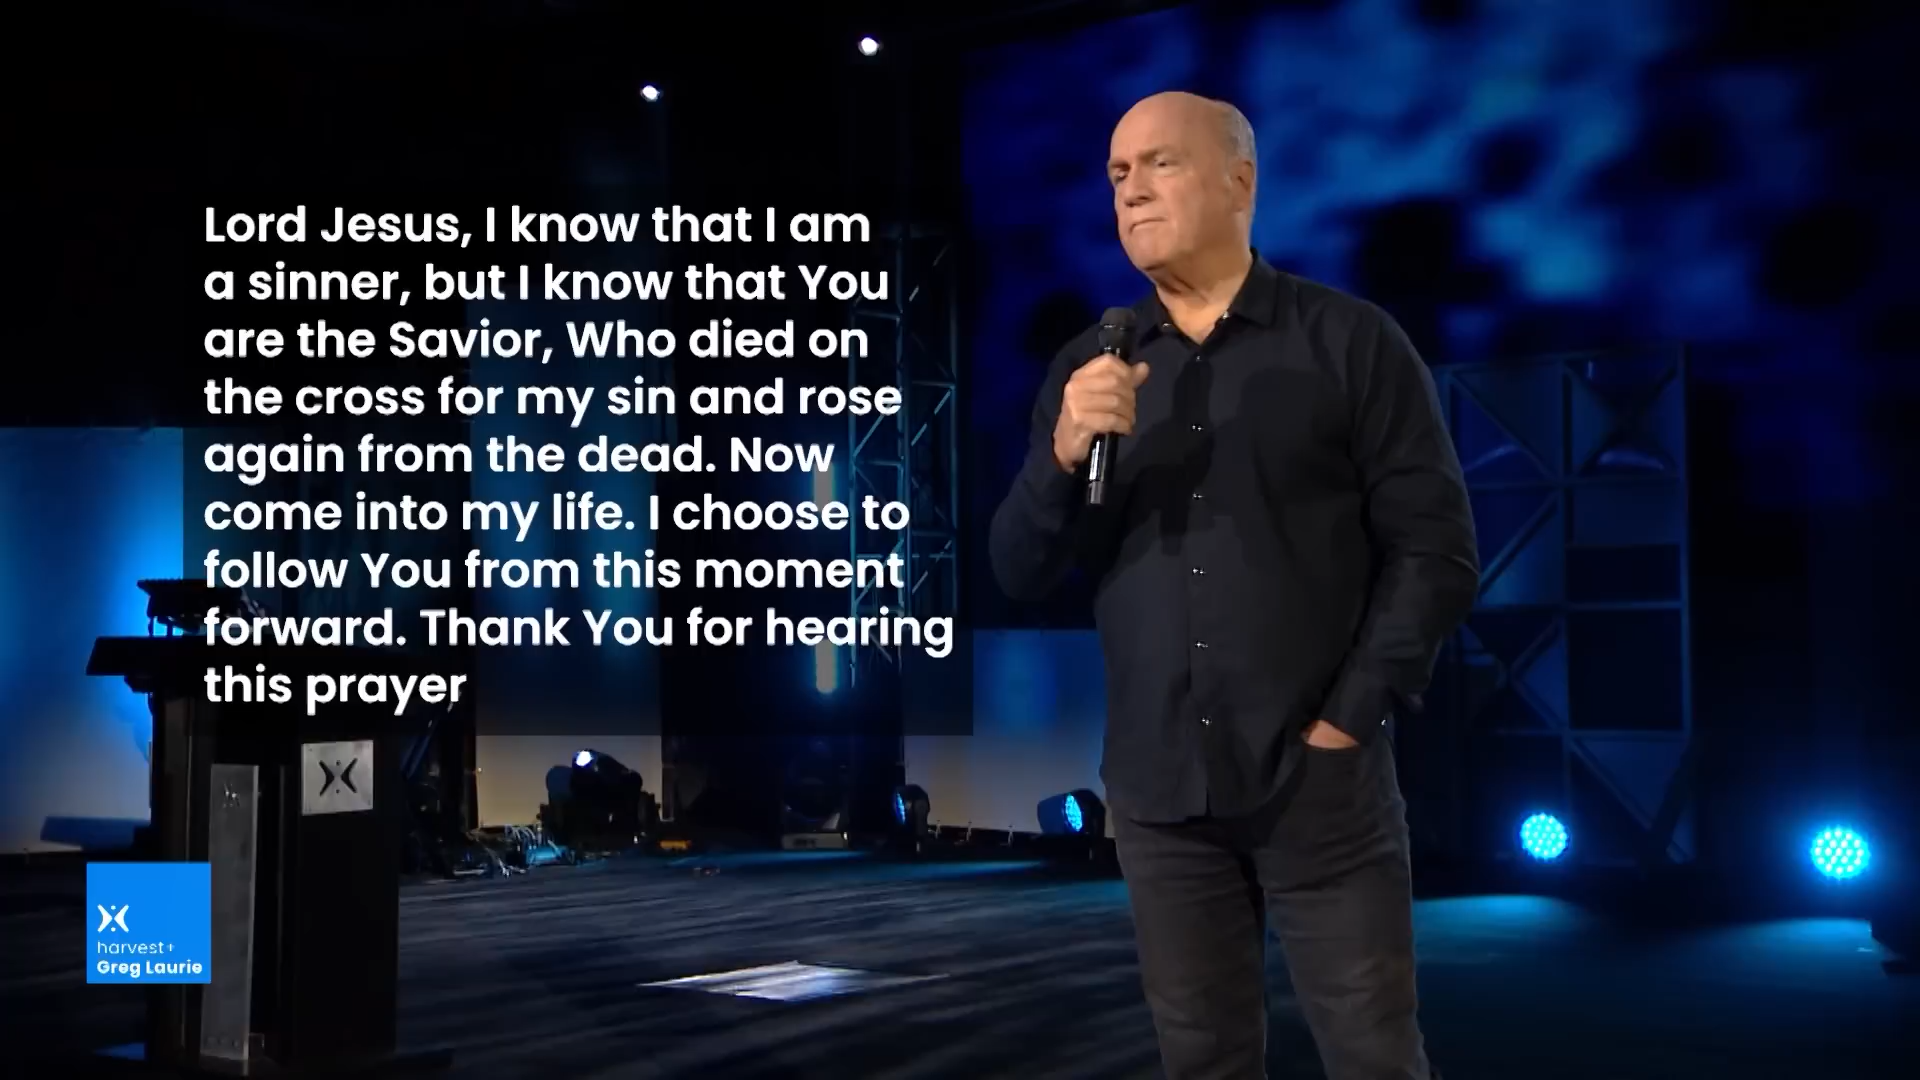 Lord Jesus, I know that I am
a sinner, but I know that You
are the Savior, Who died on
the cross for my sin and rose
again from the dead. Now
come into my life. I choose to
follow You from this moment
forward. Thank You for hearing
this prayer
harvest+
Greg Laurie